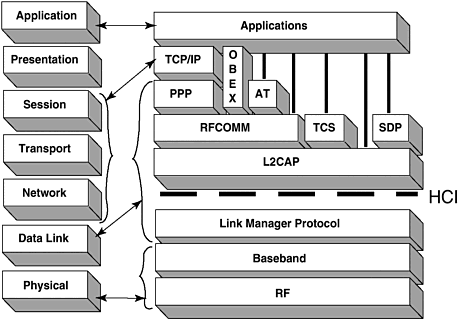 Application
Applications
Presentation
TCP/IP
OBEX
Session
PPP
AT
Transport
RFCOMM
TCS
SDP
Network
L2CAP
HCI
Data Link
Link Manager Protocol
Baseband
Physical
RF